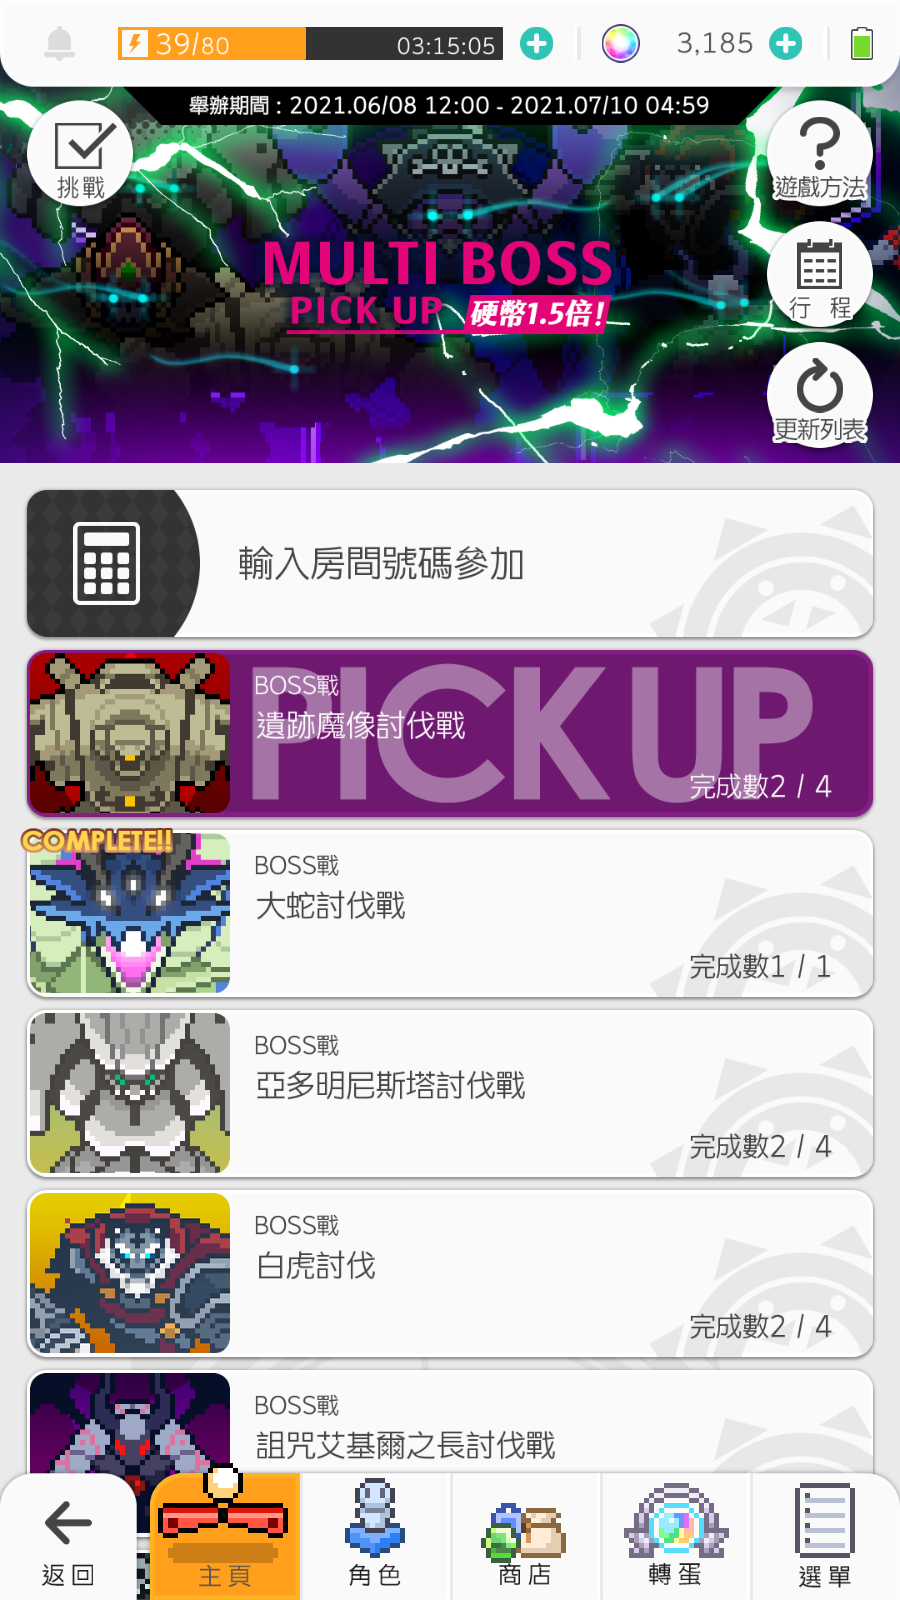 39/80
03:15:05
3,185
舉辦期間：2021.06/08 12:00 - 2021.07/10 04:59
挑戰
遊戲方法
MULTI BOSS
PICK UP 硬幣1.5倍!
行 程
更新列表
輸入房間號碼參加
PICK UP
BOSS戰
遺跡魔像討伐戰
完成數2 / 4
COMPLETE!!
BOSS戰
大蛇討伐戰
完成數1 / 1
BOSS戰
亞多明尼斯塔討伐戰
完成數2 / 4
BOSS戰
白虎討伐
完成數2 / 4
BOSS戰
詛咒艾基爾之長討伐戰
返回
主頁
角色
商店
轉蛋
選單